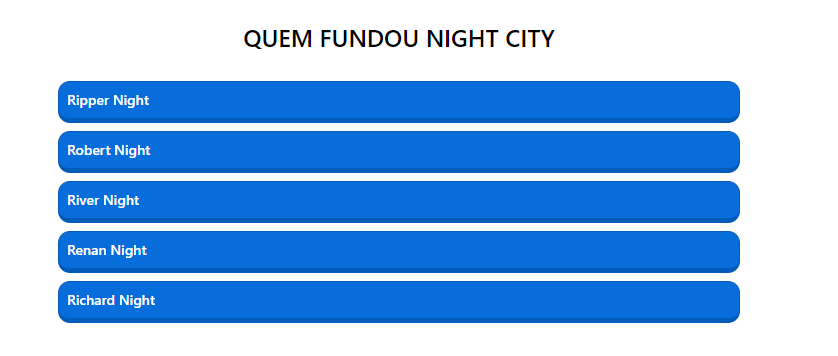 QUEM FUNDOU NIGHT CITY
Ripper Night
Robert Night
River Night
Renan Night
Richard Night